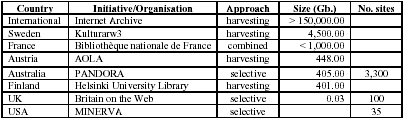 Country Initiative/Organisation Approach Size (Gb.) No. sites
International Internet Archive harvesting > 150,000.00
Sweden Kulturarw3 harvesting 4,500.00
France Bibliothèque nationale de France combined < 1,000.00
Austria AOLA harvesting 448.00
Australia PANDORA selective 405.00 3,300
Finland Helsinki University Library harvesting 401.00
UK Britain on the Web selective 0.03 100
USA MINERVA selective 35